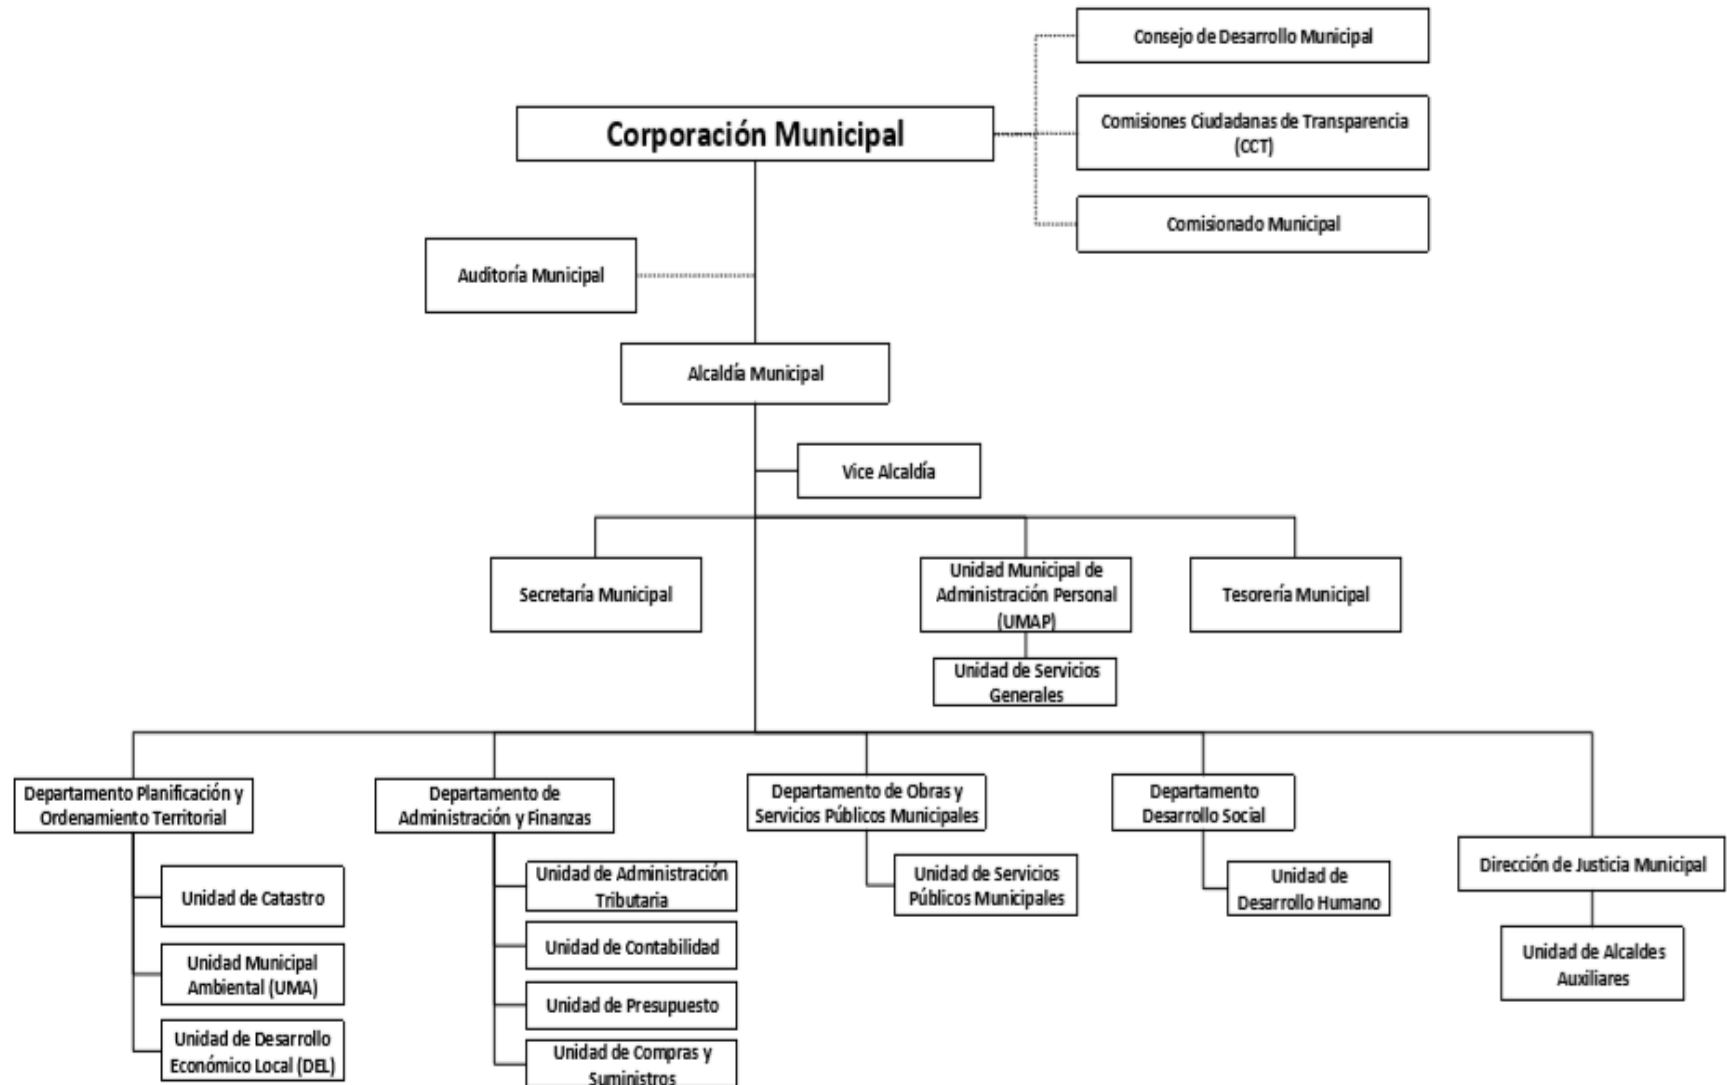 Consejo de Desarrollo Municipal
Corporación Municipal
Comisiones Ciudadanas de Transparencia
(CCT)
Comisionado Municipal
Auditoría Municipal
Alcaldía Municipal
Vice Alcaldía
Secretaría Municipal
Unidad Municipal de
Administración Personal
(UMAP)
Tesorería Municipal
Unidad de Servicios
Generales
Departamento Planificación y
Ordenamiento Territorial
Departamento de
Administración y Finanzas
Departamento de Obras y
Servicios Públicos Municipales
Departamento
Desarrollo Social
Dirección de Justicia Municipal
Unidad de Catastro
Unidad Municipal
Ambiental (UMA)
Unidad de Desarrollo
Económico Local (DEL)
Unidad de Administración
Tributaria
Unidad de Contabilidad
Unidad de Presupuesto
Unidad de Compras y
Suministros
Unidad de Servicios
Públicos Municipales
Unidad de
Desarrollo Humano
Unidad de Alcaldes
Auxiliares